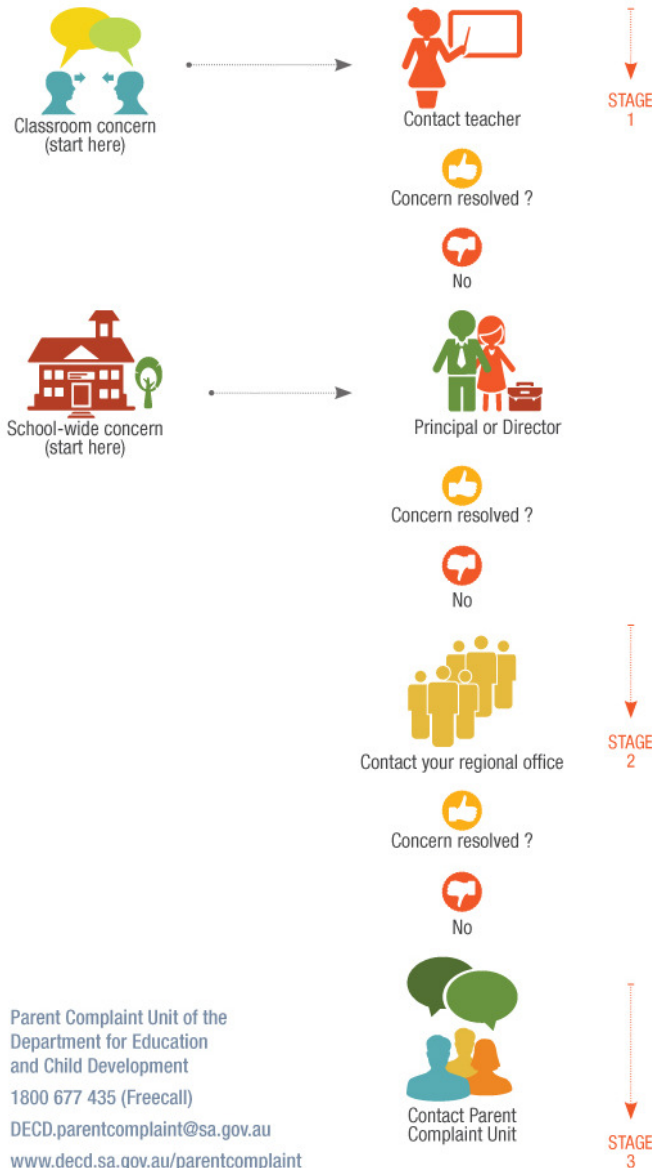 Classroom concern
(start here)
Contact teacher
STAGE
1
Concern resolved ?
No
School-wide concern
(start here)
Principal or Director
Concern resolved ?
No
Contact your regional office
STAGE
2
Concern resolved ?
No
Contact Parent
Complaint Unit
STAGE
3
Parent Complaint Unit of the
Department for Education
and Child Development
1800 677 435 (Freecall)
DECD.parentcomplaint@sa.gov.au
www.decd.sa.gov.au/parentcomplaint